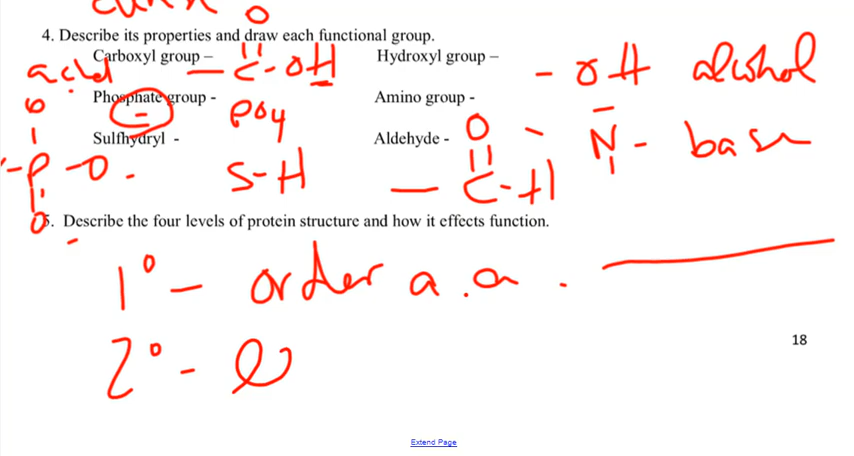 4. Describe its properties and draw each functional group.
Carboxyl group – Hydroxyl group –
acid — C - OH
O
- OH alcohol
Phosphate group - Amino group -
PO4
Sulfhydryl - Aldehyde -
S-H
O
— C-H
N - base
O
-P-O-
O
5. Describe the four levels of protein structure and how it effects function.
1° - order a.a.
2° -
18
Extend Page